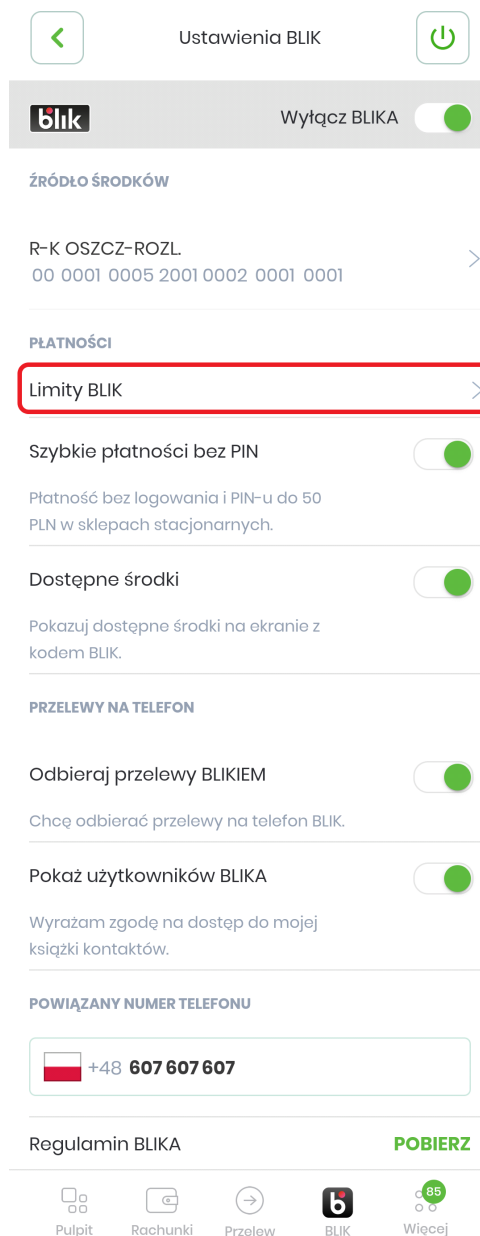 Ustawienia BLIK
blik
Wyłącz BLIKA
ŹRÓDŁO ŚRODKÓW
R-K OSZCZ-ROZL.
00 0001 0005 2001 0002 0001 0001
PŁATNOŚCI
Limity BLIK
Szybkie płatności bez PIN
Płatność bez logowania i PIN-u do 50
PLN w sklepach stacjonarnych.
Dostępne środki
Pokazuj dostępne środki na ekranie z
kodem BLIK.
PRZELEWY NA TELEFON
Odbieraj przelewy BLIKIEM
Chcę odbierać przelewy na telefon BLIK.
Pokaż użytkowników BLIKA
Wyrażam zgodę na dostęp do mojej
książki kontaktów.
POWIĄZANY NUMER TELEFONU
+48 607 607 607
Regulamin BLIKA POBIERZ
85
Pulpit Rachunki Przelew BLIK Więcej